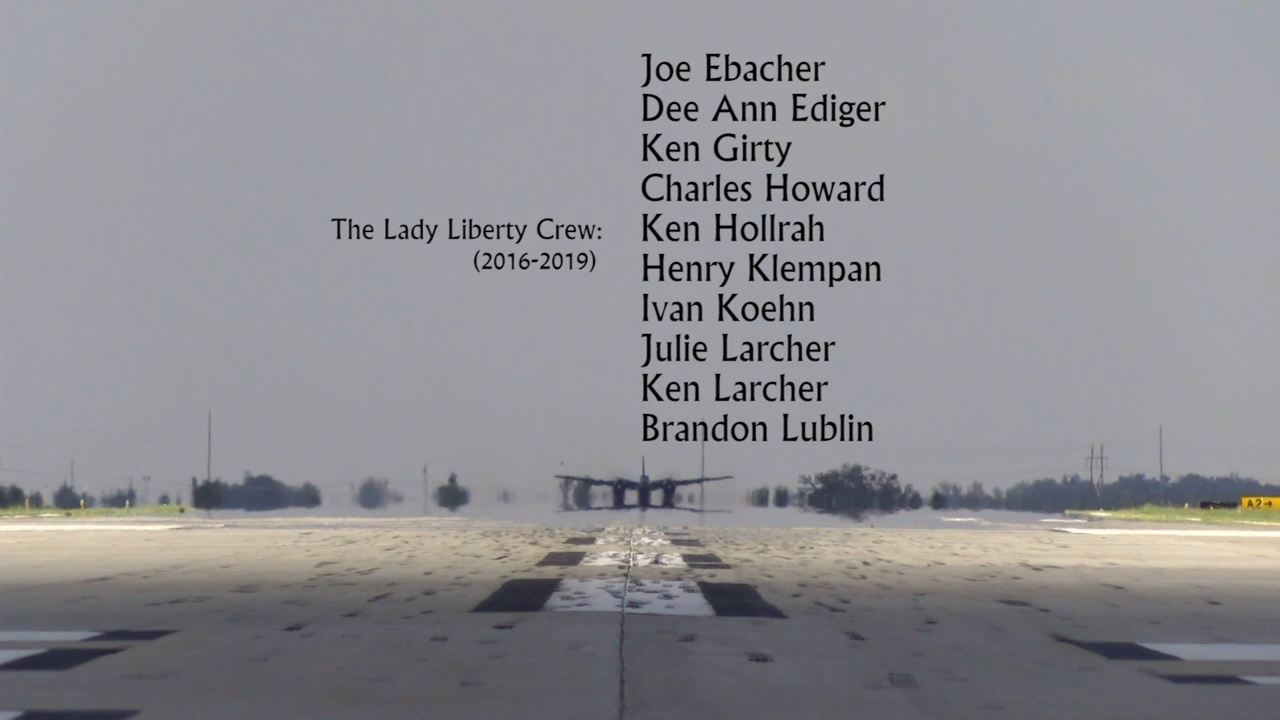 Joe Ebacher
Dee Ann Ediger
Ken Girty
Charles Howard
The Lady Liberty Crew: Ken Hollrah
(2016-2019)
Henry Klempan
Ivan Koehn
Julie Larcher
Ken Larcher
Brandon Lublin
A2→